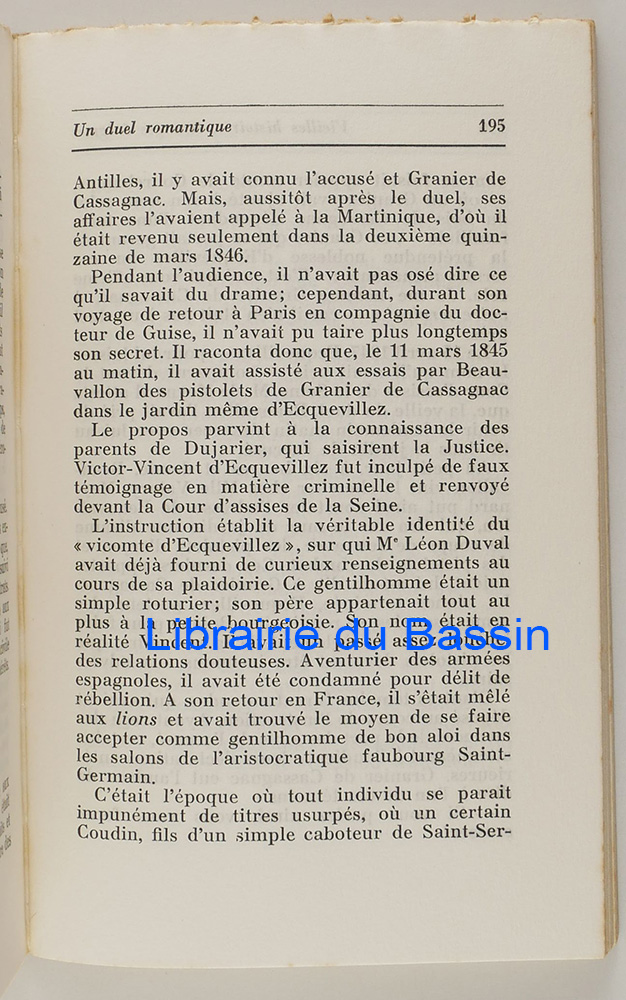 Un duel romantique 195
Antilles, il y avait connu l'accusé et Granier de
Cassagnac. Mais, aussitôt après le duel, ses
affaires l'avaient appelé à la Martinique, d'où il
était revenu seulement dans la deuxième quin-
zaine de mars 1846.
Pendant l'audience, il n'avait pas osé dire ce
qu'il savait du drame; cependant, durant son
voyage de retour à Paris en compagnie du doc-
teur de Guise, il n'avait pu taire plus longtemps
son secret. Il raconta donc que, le 11 mars 1845
au matin, il avait assisté aux essais par Beau-
vallon des pistolets de Granier de Cassagnac
dans le jardin même d'Ecquevillez.
Le propos parvint à la connaissance des
parents de Dujarier, qui saisirent la Justice.
Victor-Vincent d'Ecquevillez fut inculpé de faux
témoignage en matière criminelle et renvoyé
devant la Cour d'assises de la Seine.
L'instruction établit la véritable identité du
« vicomte d'Ecquevillez », sur qui Mᵉ Léon Duval
avait déjà fourni de curieux renseignements au
cours de sa plaidoirie. Ce gentilhomme était un
simple roturier; son père appartenait tout au
plus à la petite bourgeoisie. Son nom était en
réalité Vincent. Il avait un passé assez louche,
des relations douteuses. Aventurier des armées
espagnoles, il avait été condamné pour délit de
rébellion. A son retour en France, il s'était mêlé
aux lions et avait trouvé le moyen de se faire
accepter comme gentilhomme de bon aloi dans
les salons de l'aristocratique faubourg Saint-
Germain.
C'était l'époque où tout individu se parait
impunément de titres usurpés, où un certain
Coudin, fils d'un simple caboteur de Saint-Ser-
Librairie du Bassin